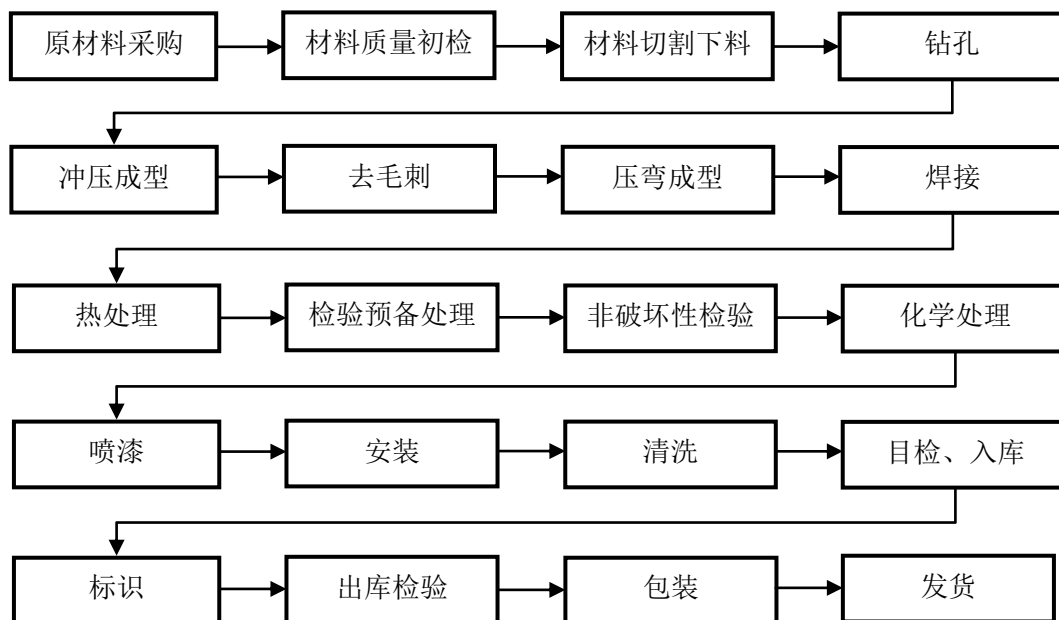 原材料采购
材料质量初检
材料切割下料
钻孔
冲压成型
去毛刺
压弯成型
焊接
热处理
检验预备处理
非破坏性检验
化学处理
喷漆
安装
清洗
目检、入库
标识
出库检验
包装
发货